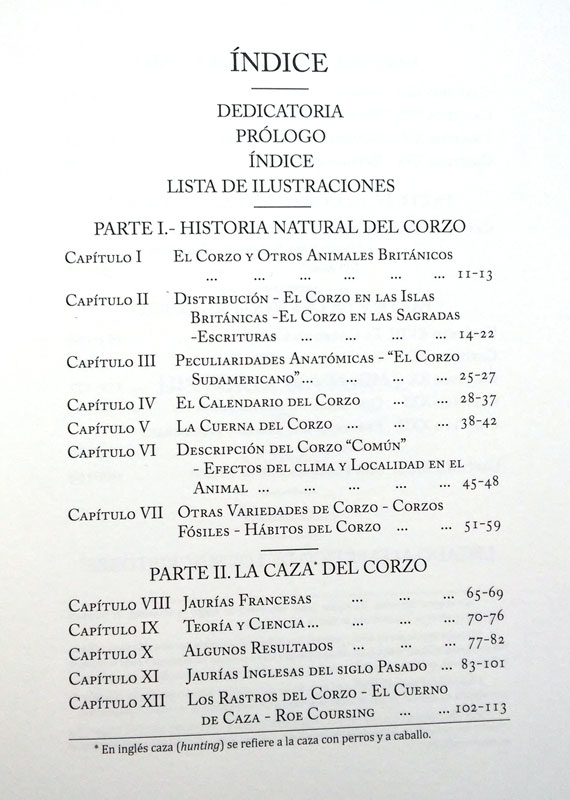 ÍNDICE
DEDICATORIA
PRÓLOGO
ÍNDICE
LISTA DE ILUSTRACIONES
PARTE I.- HISTORIA NATURAL DEL CORZO
Capítulo I El Corzo y Otros Animales Británicos
... ... ... ... ... ... 11-13
Capítulo II Distribución - El Corzo en las Islas
Británicas -El Corzo en las Sagradas
-Escrituras ... ... ... ... 14-22
Capítulo III Peculiaridades Anatómicas - “El Corzo
Sudamericano”... ... ... ... 25-27
Capítulo IV El Calendario del Corzo ... ... 28-37
Capítulo V La Cuerna del Corzo ... ... ... 38-42
Capítulo VI Descripción del Corzo “Común”
- Efectos del clima y Localidad en el
Animal ... ... ... ... ... 45-48
Capítulo VII Otras Variedades de Corzo - Corzos
Fósiles - Hábitos del Corzo ... ... 51-59
PARTE II. LA CAZA* DEL CORZO
Capítulo VIII Jaurías Francesas ... ... ... 65-69
Capítulo IX Teoría y Ciencia... ... ... ... 70-76
Capítulo X Algunos Resultados ... ... ... 77-82
Capítulo XI Jaurías Inglesas del siglo Pasado ... 83-101
Capítulo XII Los Rastros del Corzo - El Cuerno
de Caza - Roe Coursing ... ... 102-113
* En inglés caza (hunting) se refiere a la caza con perros y a caballo.